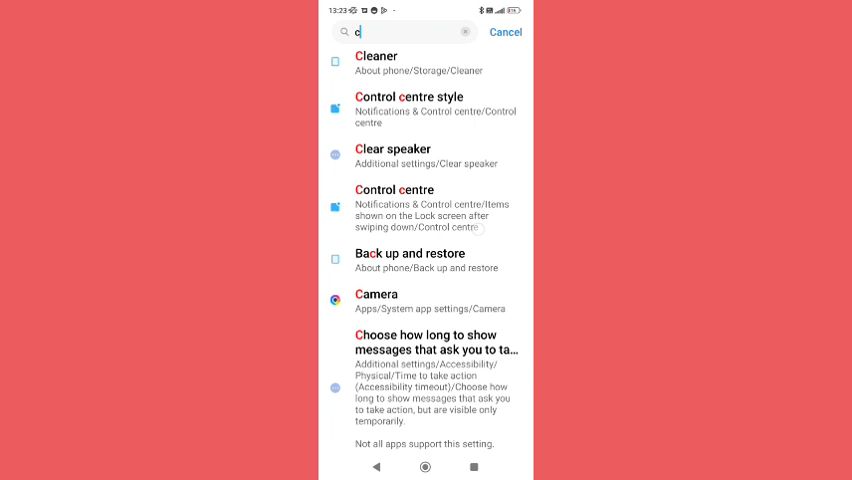 13:23
c
Cancel
Cleaner
About phone/Storage/Cleaner
Control centre style
Notifications & Control centre/Control
centre
Clear speaker
Additional settings/Clear speaker
Control centre
Notifications & Control centre/Items
shown on the Lock screen after
swiping down/Control centre
Back up and restore
About phone/Back up and restore
Camera
Apps/System app settings/Camera
Choose how long to show
messages that ask you to ta...
Additional settings/Accessibility/
Physical/Time to take action
(Accessibility timeout)/Choose how
long to show messages that ask you
to take action, but are visible only
temporarily.
Not all apps support this setting.